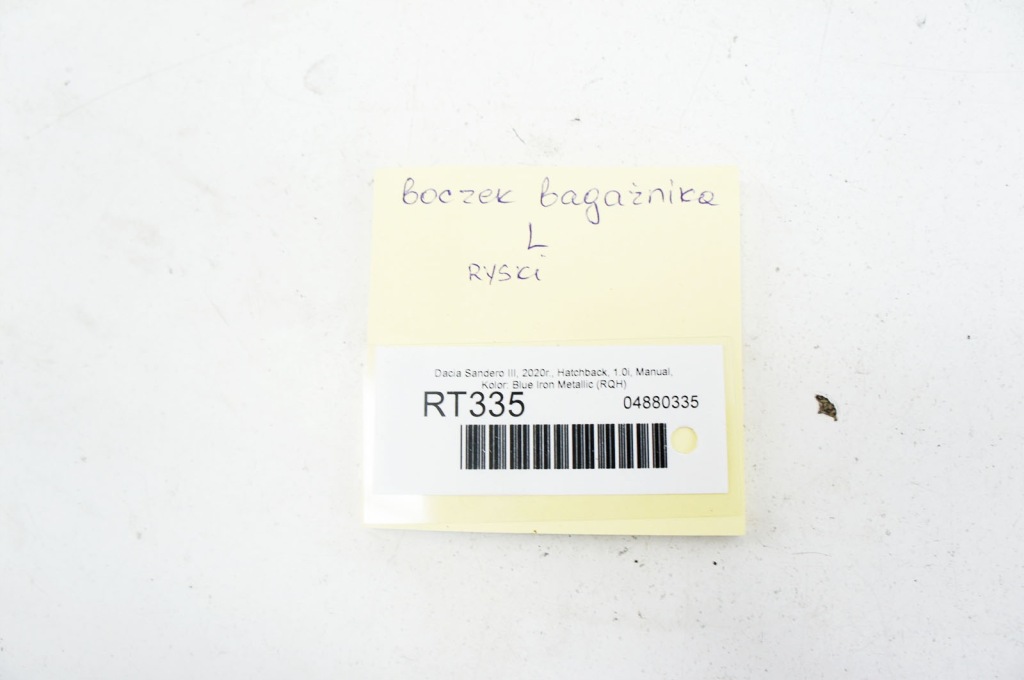 boczek bagażnika
L
RYSKi
Dacia Sandero III, 2020r., Hatchback, 1.0i, Manual,
Kolor: Blue Iron Metallic (RQH)
RT335 04880335